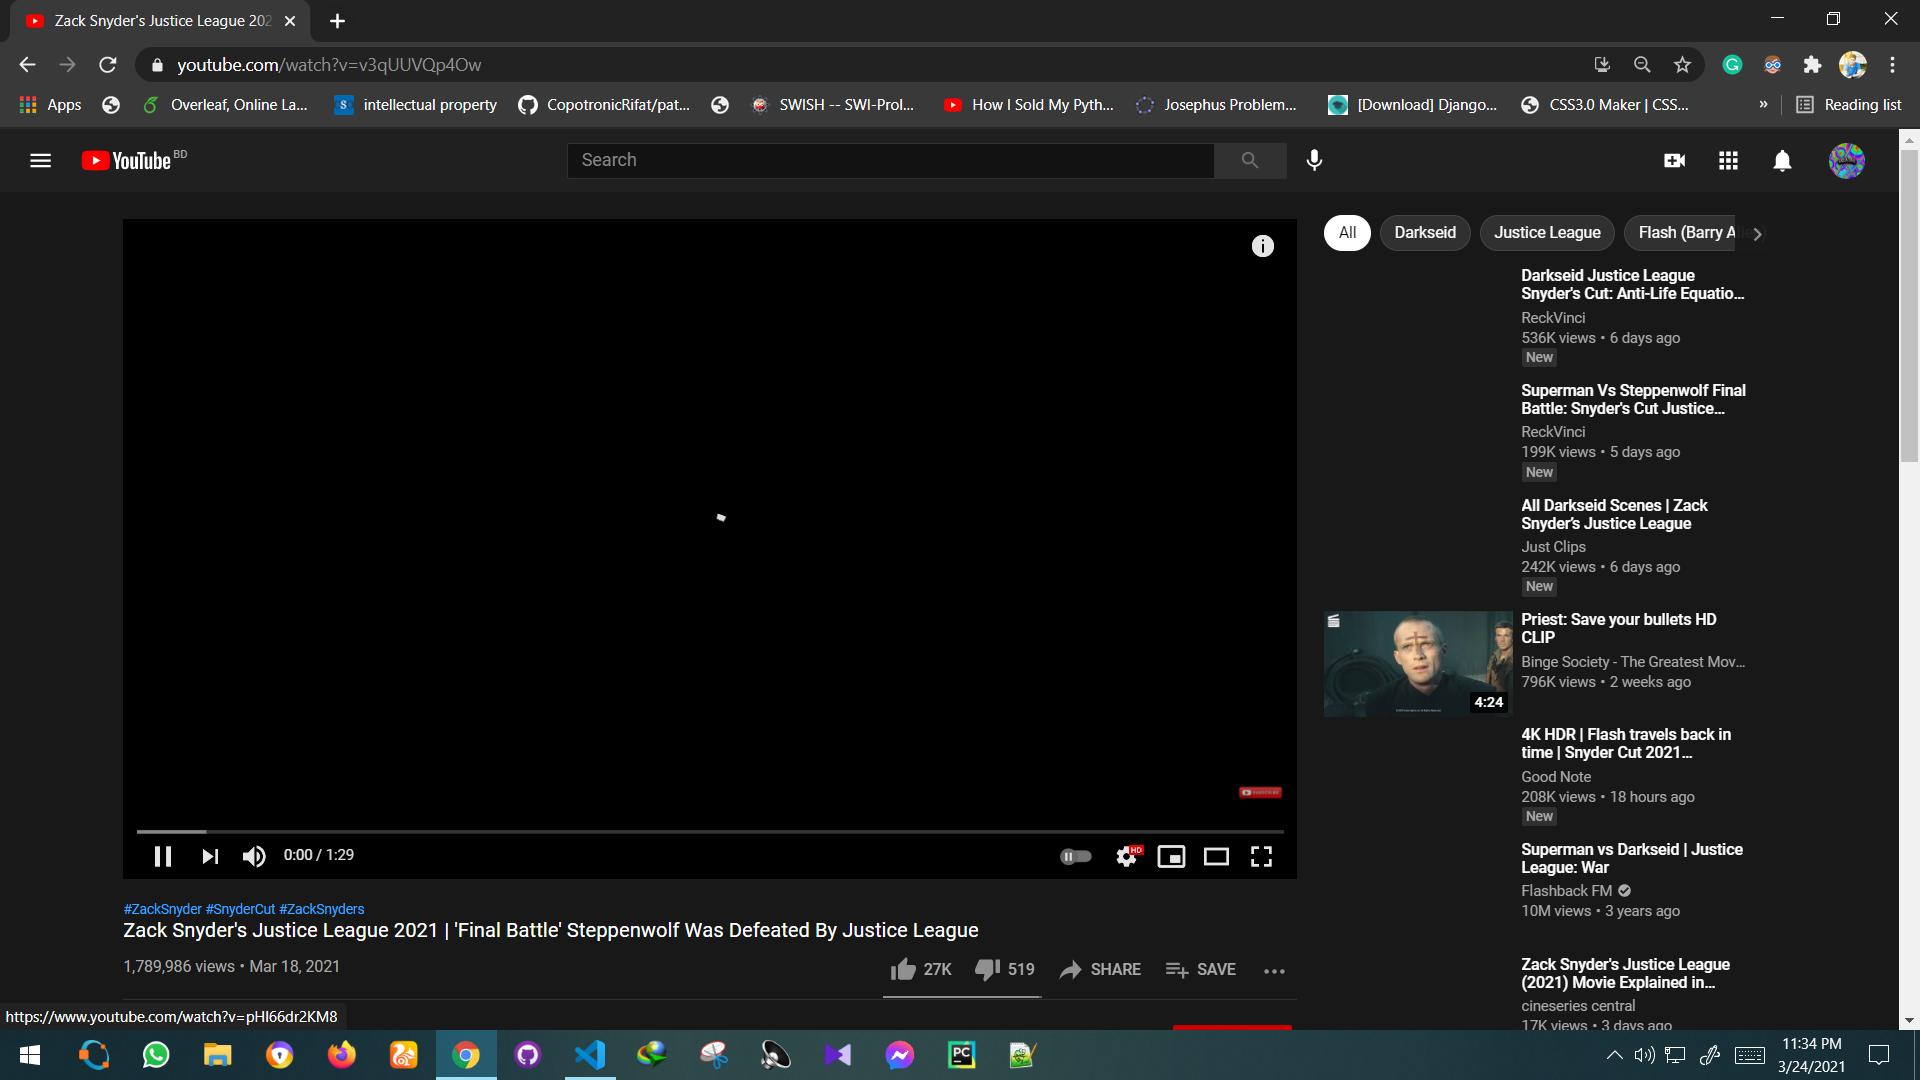 Zack Snyder's Justice League 202
youtube.com/watch?v=v3qUUVQp4Ow
Apps
Overleaf, Online La...
intellectual property
CopotronicRifat/pat...
SWISH -- SWI-Prol...
How I Sold My Pyth...
Josephus Problem...
[Download] Django...
CSS3.0 Maker | CSS...
»
Reading list
YouTube BD
Search
All
Darkseid
Justice League
Flash (Barry Alle
Darkseid Justice League
Snyder's Cut: Anti-Life Equatio...
ReckVinci
536K views • 6 days ago
New
Superman Vs Steppenwolf Final
Battle: Snyder's Cut Justice...
ReckVinci
199K views • 5 days ago
New
All Darkseid Scenes | Zack
Snyder's Justice League
Just Clips
242K views • 6 days ago
New
4:24
Priest: Save your bullets HD
CLIP
Binge Society - The Greatest Mov...
796K views • 2 weeks ago
4K HDR | Flash travels back in
time | Snyder Cut 2021...
Good Note
208K views • 18 hours ago
New
Superman vs Darkseid | Justice
League: War
Flashback FM
10M views • 3 years ago
Zack Snyder's Justice League
(2021) Movie Explained in...
cineseries central
17K views • 3 days ago
SUBSCRIBE
0:00 / 1:29
HD
#ZackSnyder #SnyderCut #ZackSnyders
Zack Snyder's Justice League 2021 | 'Final Battle' Steppenwolf Was Defeated By Justice League
1,789,986 views • Mar 18, 2021
27K
519
SHARE
SAVE
https://www.youtube.com/watch?v=pHI66dr2KM8
PC
11:34 PM
3/24/2021